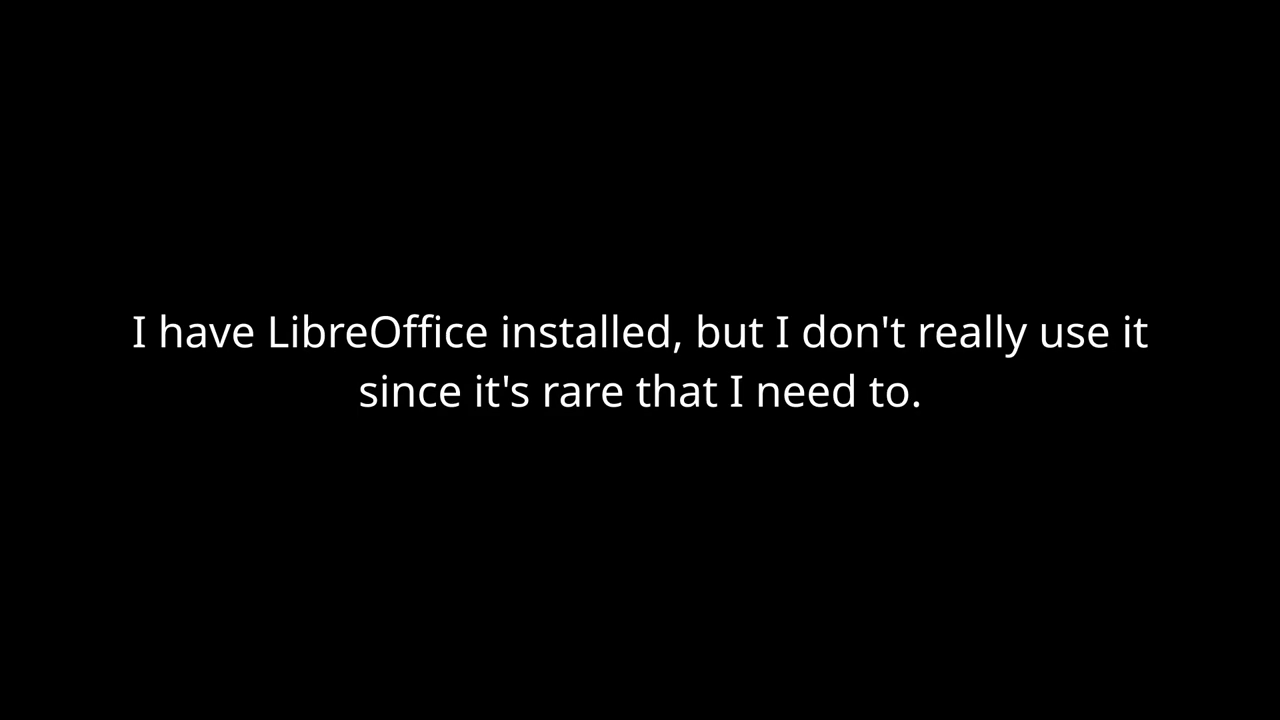 I have LibreOffice installed, but I don't really use it
since it's rare that I need to.